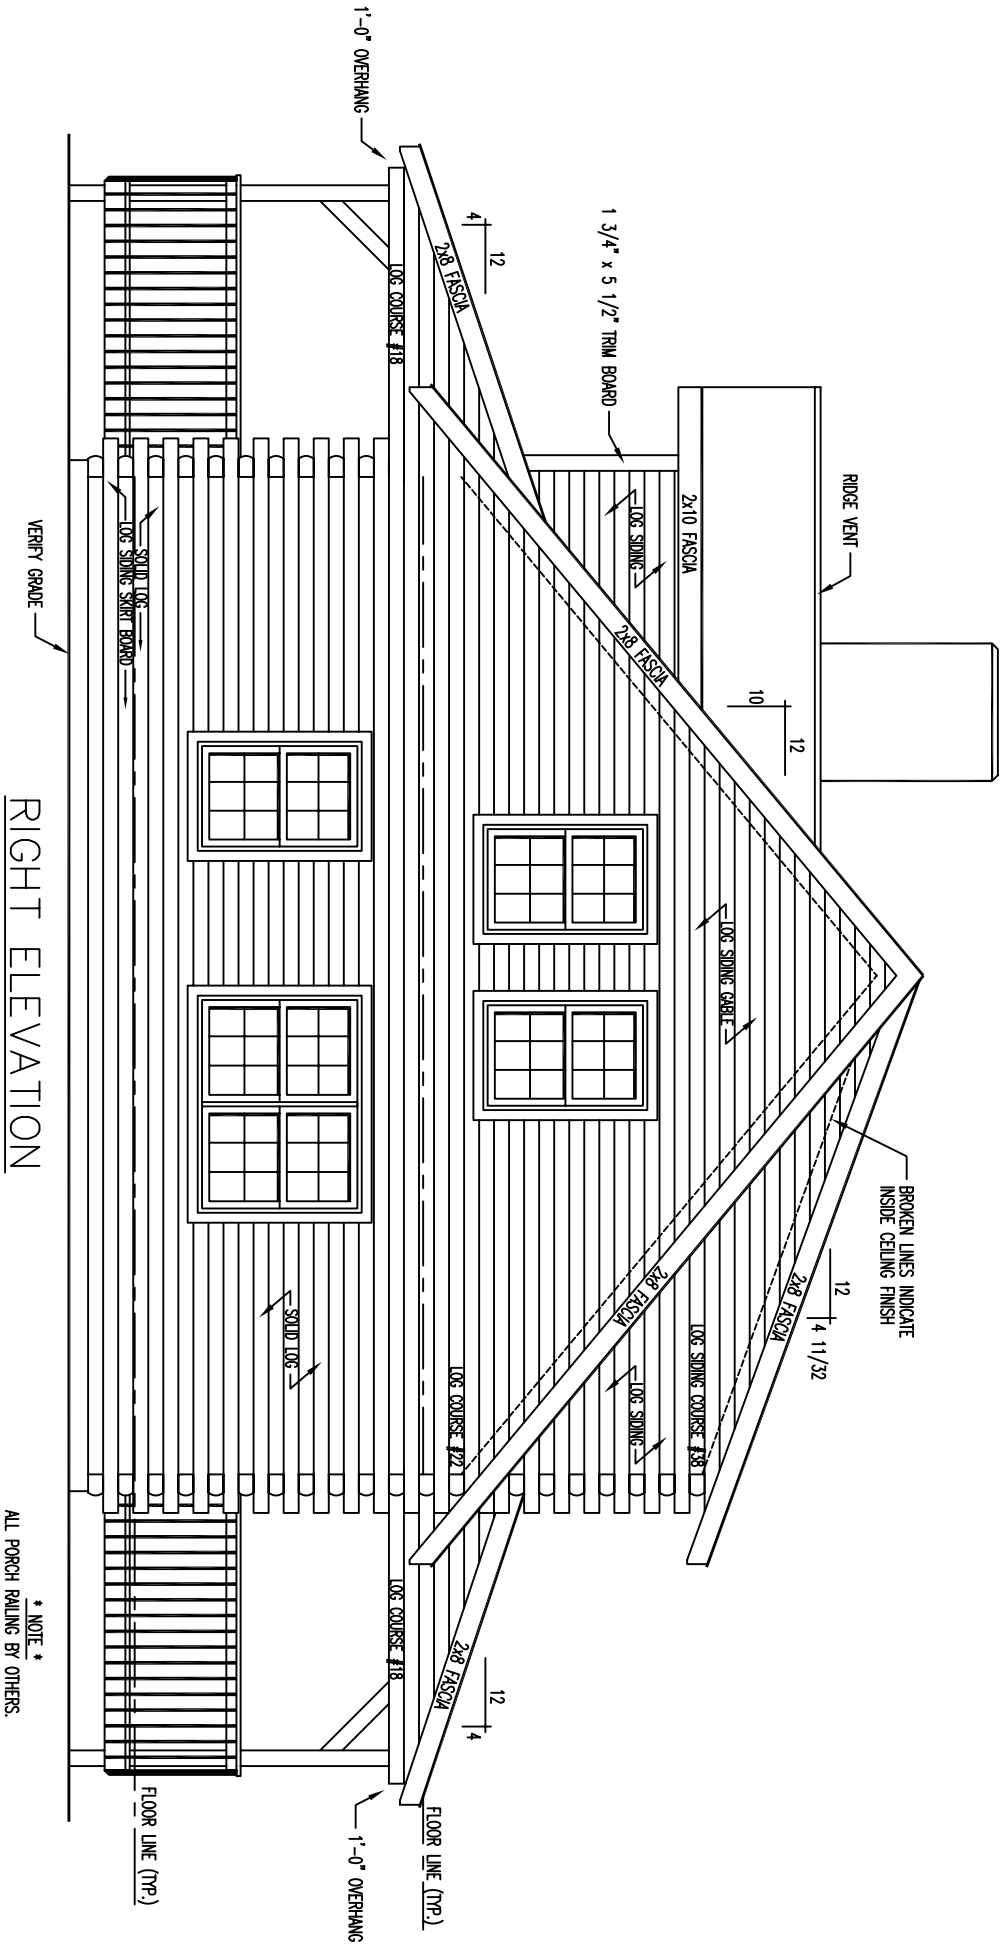 RIDGE VENT
BROKEN LINES INDICATE
INSIDE CEILING FINISH
12
10
12
4 11/32
2x10 FASCIA
2x8 FASCIA
LOG SIDING GABLE
2x8 FASCIA
LOG SIDING COURSE #38
1 3/4" x 5 1/2" TRIM BOARD
LOG SIDING
2x8 FASCIA
LOG SIDING
12
4
12
4
2x8 FASCIA
LOG COURSE #22
2x8 FASCIA
FLOOR LINE (TYP.)
1'-0" OVERHANG
LOG COURSE #18
LOG COURSE #18
1'-0" OVERHANG
SOLID LOG
SOLID LOG
LOG SIDING SKIRT BOARD
FLOOR LINE (TYP.)
VERIFY GRADE
RIGHT ELEVATION
* NOTE *
ALL PORCH RAILING BY OTHERS.